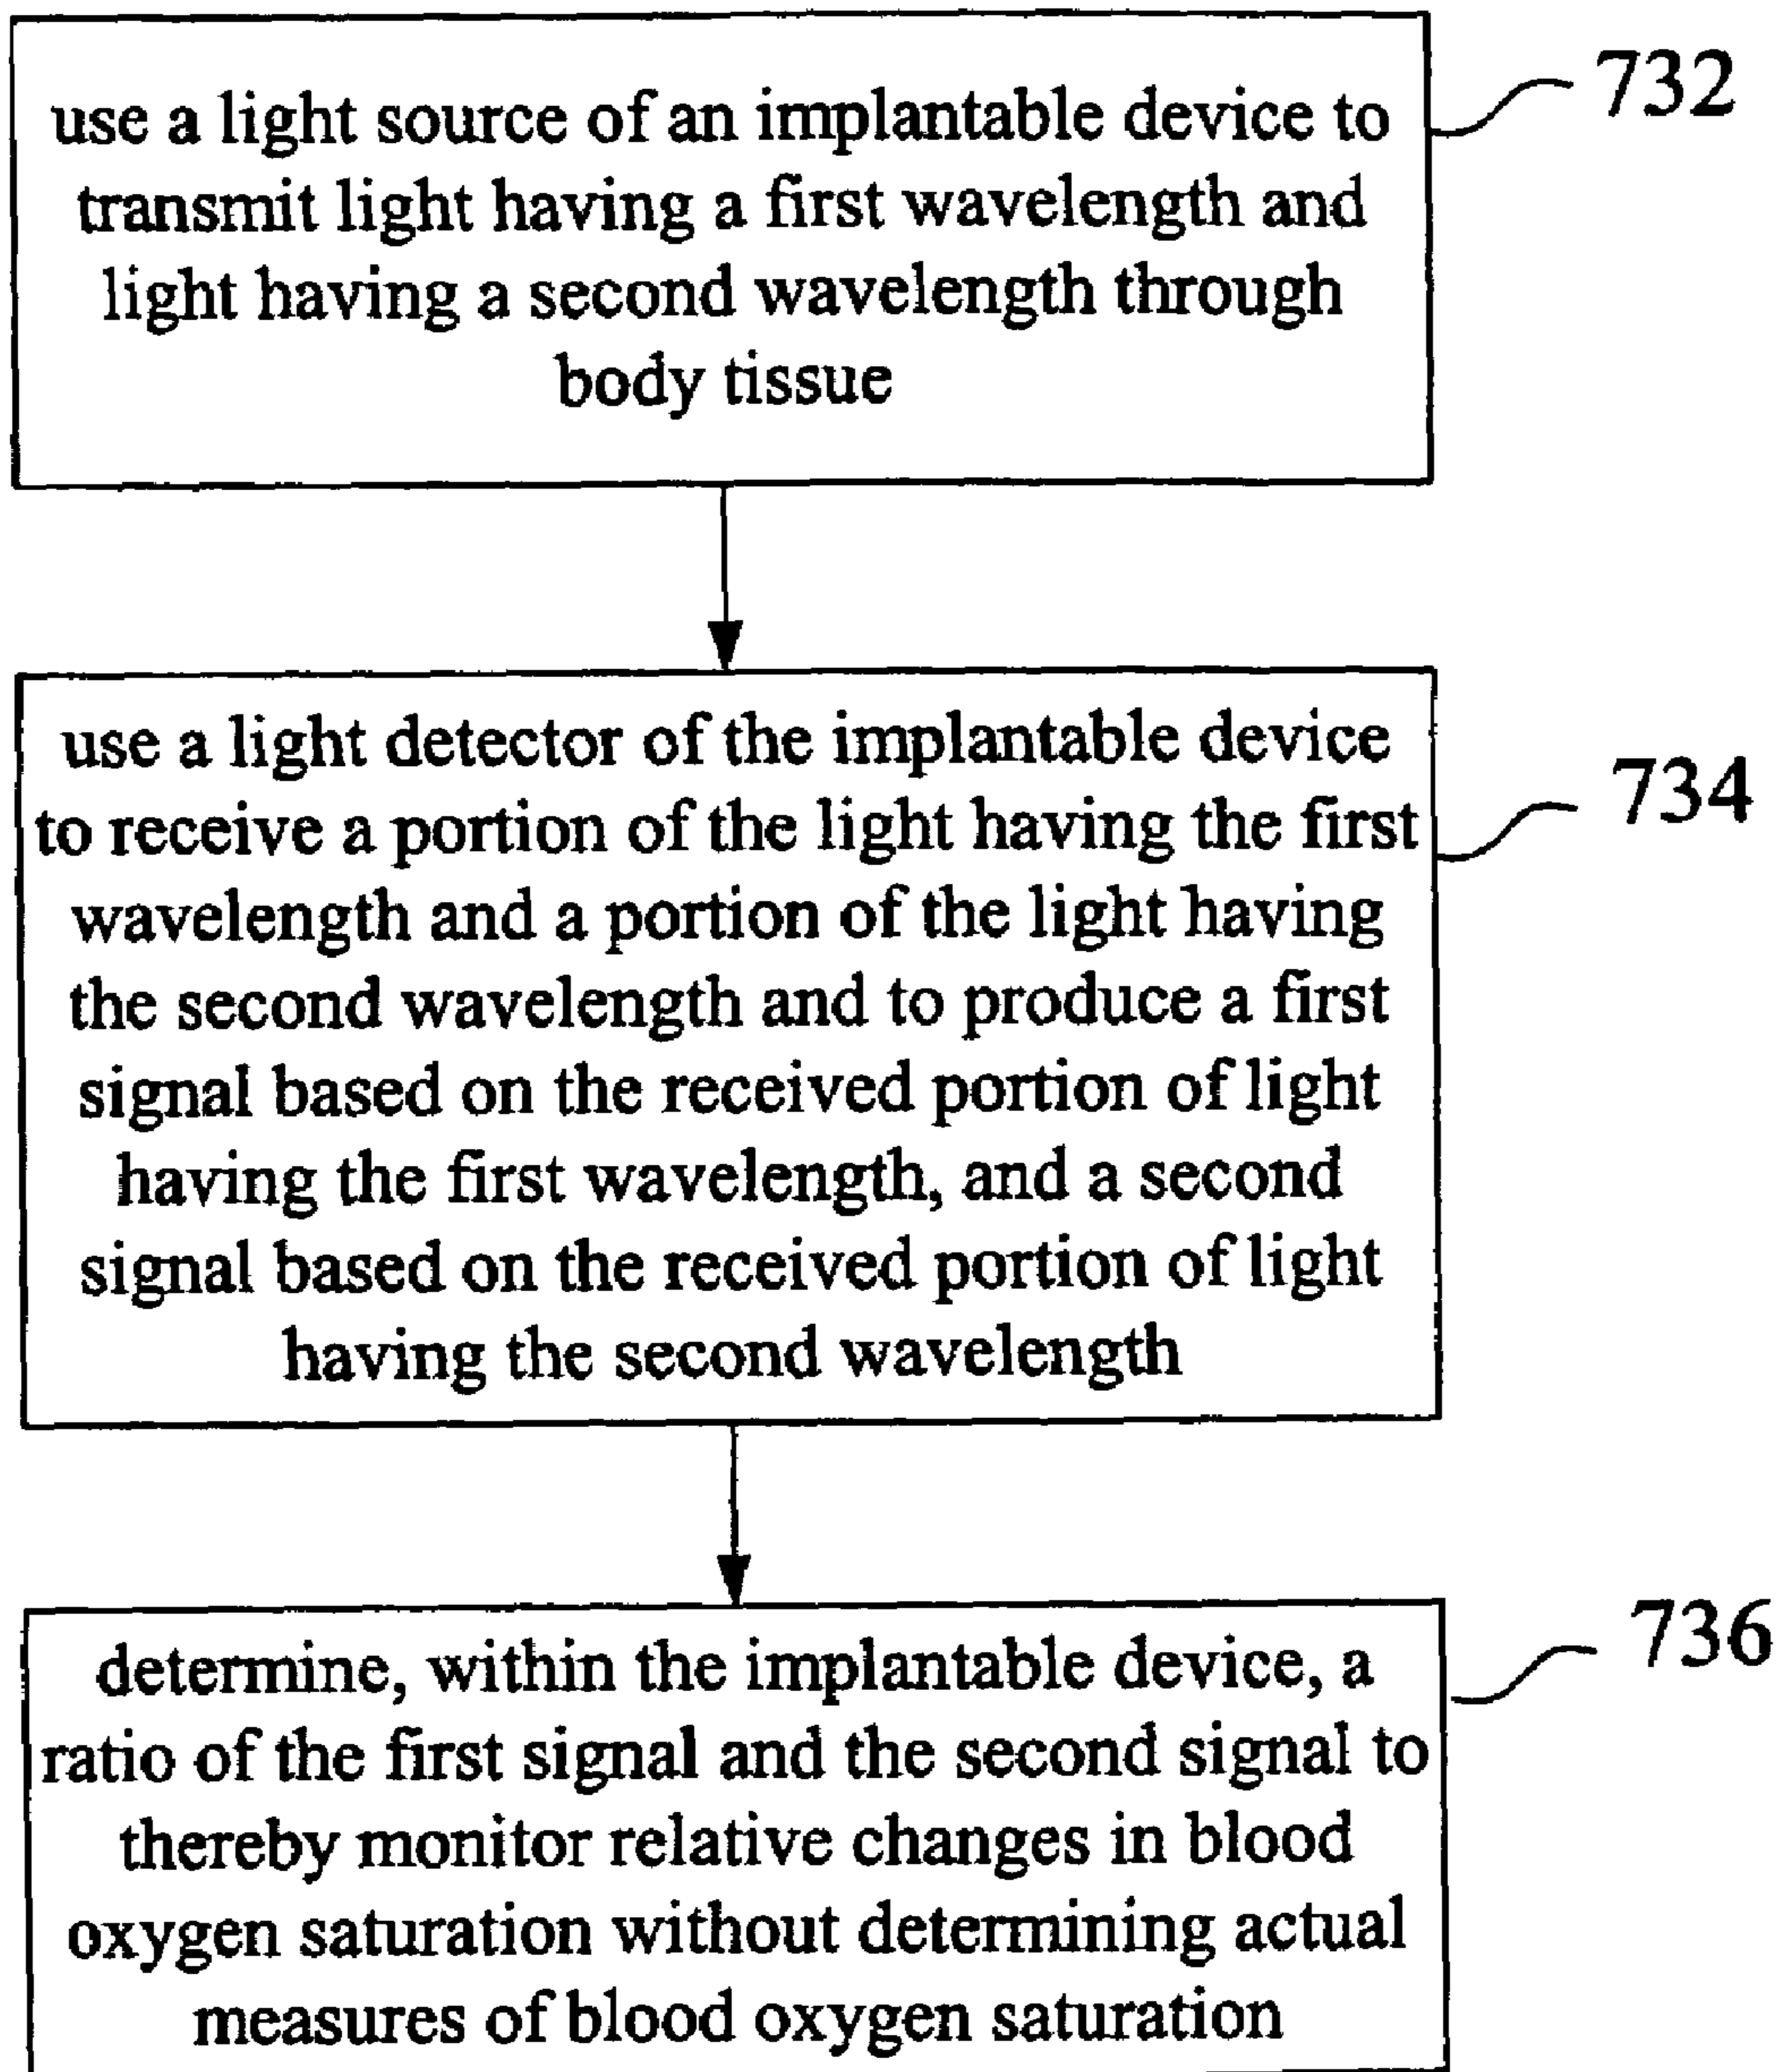 use a light source of an implantable device to
transmit light having a first wavelength and
light having a second wavelength through
body tissue
732
use a light detector of the implantable device
to receive a portion of the light having the first
wavelength and a portion of the light having
the second wavelength and to produce a first
signal based on the received portion of light
having the first wavelength, and a second
signal based on the received portion of light
having the second wavelength
734
determine, within the implantable device, a
ratio of the first signal and the second signal to
thereby monitor relative changes in blood
oxygen saturation without determining actual
measures of blood oxygen saturation
736